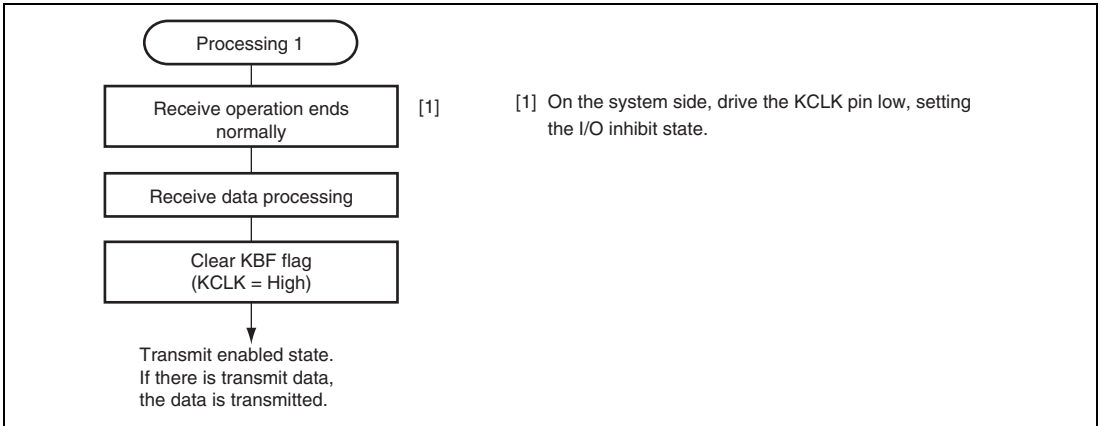 Processing 1
Receive operation ends
normally
[1]
[1] On the system side, drive the KCLK pin low, setting
the I/O inhibit state.
Receive data processing
Clear KBF flag
(KCLK = High)
Transmit enabled state.
If there is transmit data,
the data is transmitted.